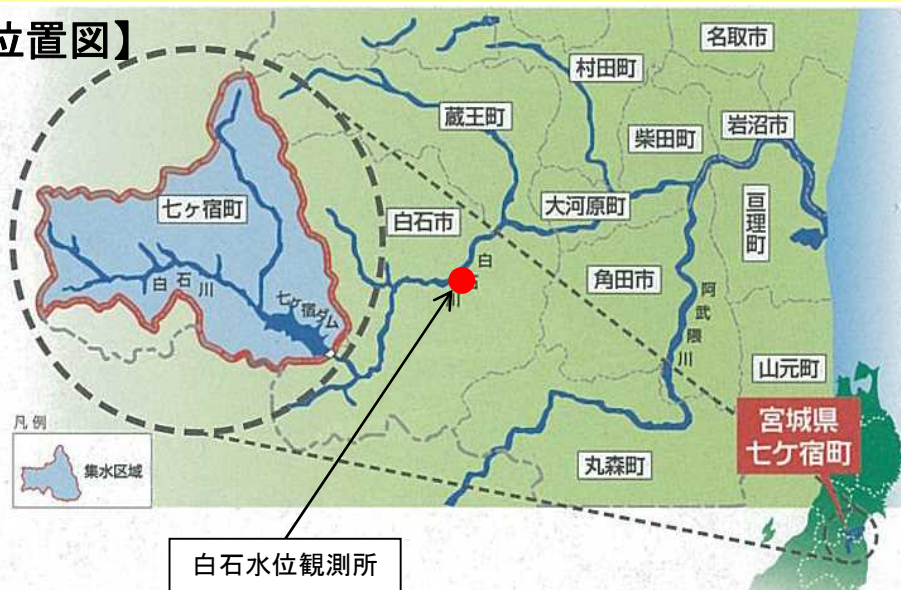 位置図】
名取市
村田町
蔵王町
柴田町
岩沼市
七ヶ宿町
白石市
大河原町
亘理町
白石川
白石川
角田市
七ヶ宿ダム
阿武隈川
山元町
凡例
集水区域
丸森町
宮城県
七ケ宿町
白石水位観測所